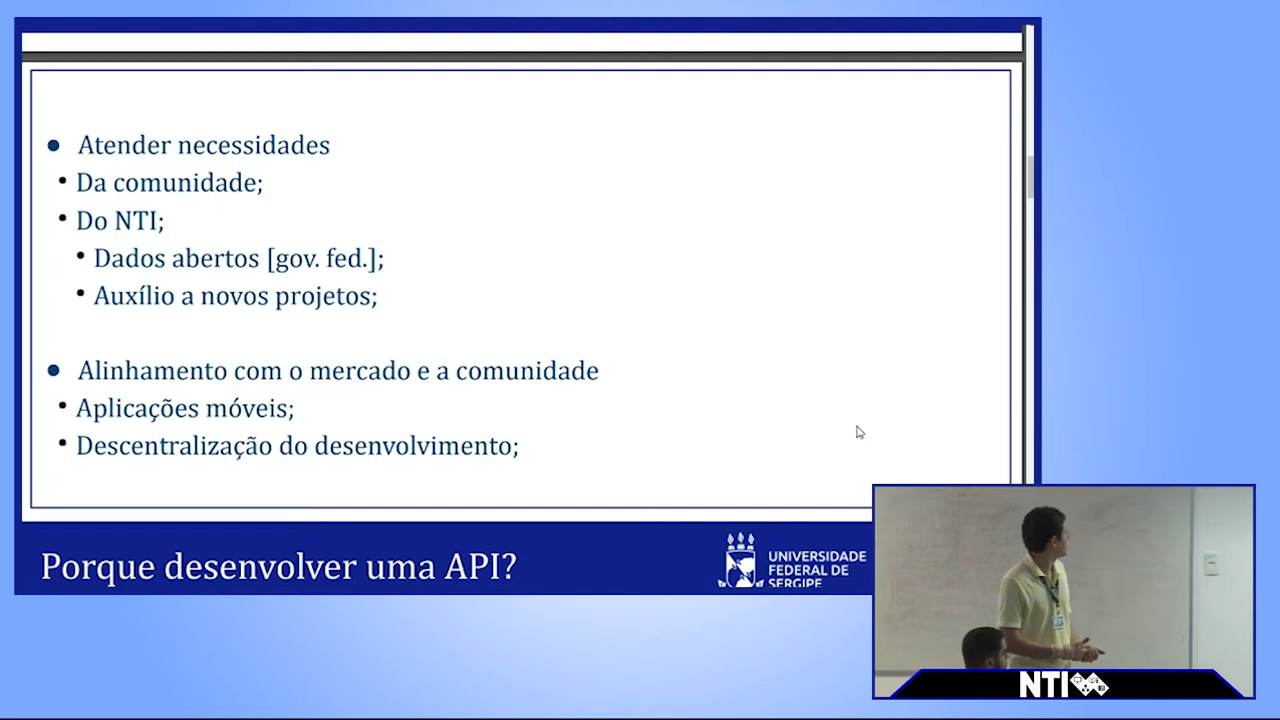 Atender necessidades
Da comunidade;
Do NTI;
Dados abertos [gov. fed.];
Auxílio a novos projetos;
Alinhamento com o mercado e a comunidade
Aplicações móveis;
Descentralização do desenvolvimento;
Porque desenvolver uma API?
UNIVERSIDADE
FEDERAL DE
SERGIPE
NTI